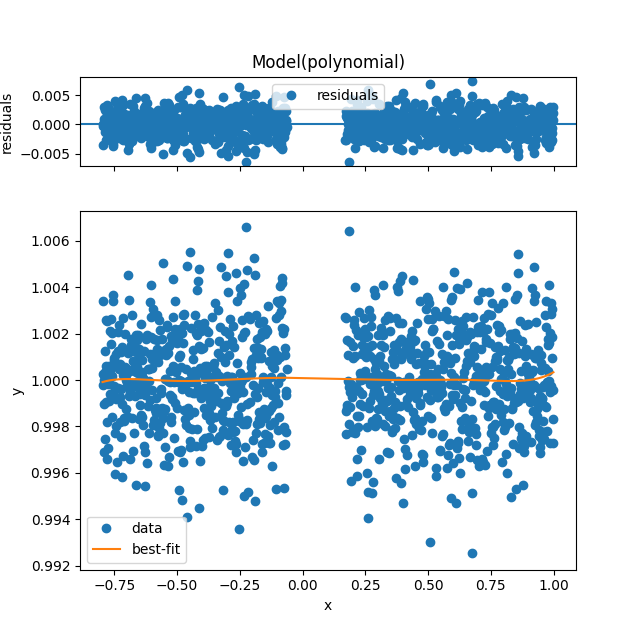 Model(polynomial)
residuals
0.005
0.000
−0.005
residuals
1.006
1.004
1.002
1.000
0.998
0.996
0.994
0.992
y
data
best-fit
−0.75
−0.50
−0.25
0.00
0.25
0.50
0.75
1.00
x